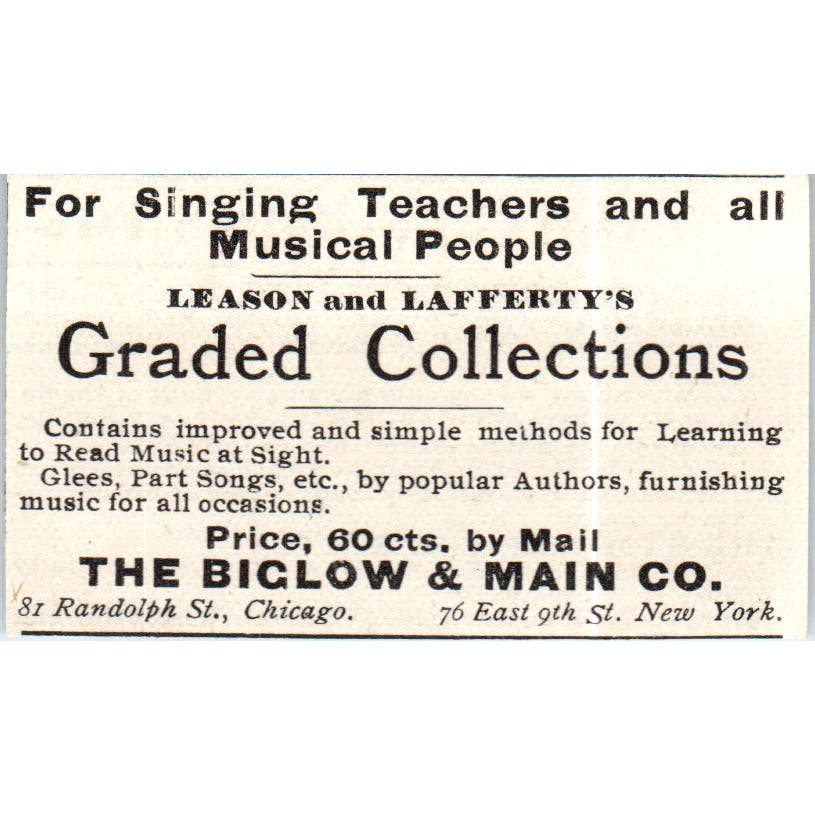 For Singing Teachers and all
Musical People
LEASON and LAFFERTY'S
Graded Collections
Contains improved and simple methods for Learning
to Read Music at Sight.
Glees, Part Songs, etc., by popular Authors, furnishing
music for all occasions.
Price, 60 cts. by Mail
THE BIGLOW & MAIN CO.
81 Randolph St., Chicago. 76 East 9th St. New York.